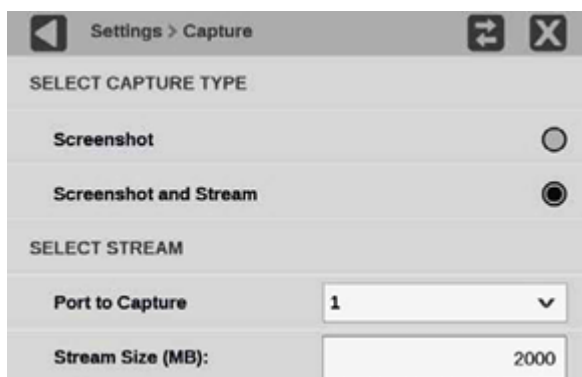 Settings > Capture
SELECT CAPTURE TYPE
Screenshot
Screenshot and Stream
SELECT STREAM
Port to Capture 1
Stream Size (MB): 2000